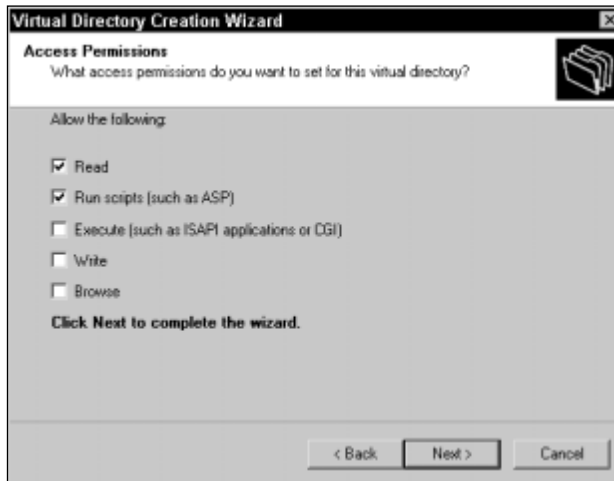 Virtual Directory Creation Wizard
Access Permissions
What access permissions do you want to set for this virtual directory?
Allow the following:
Read
Run scripts (such as ASP)
Execute (such as ISAPI applications or CGI)
Write
Browse
Click Next to complete the wizard.
< Back Next > Cancel